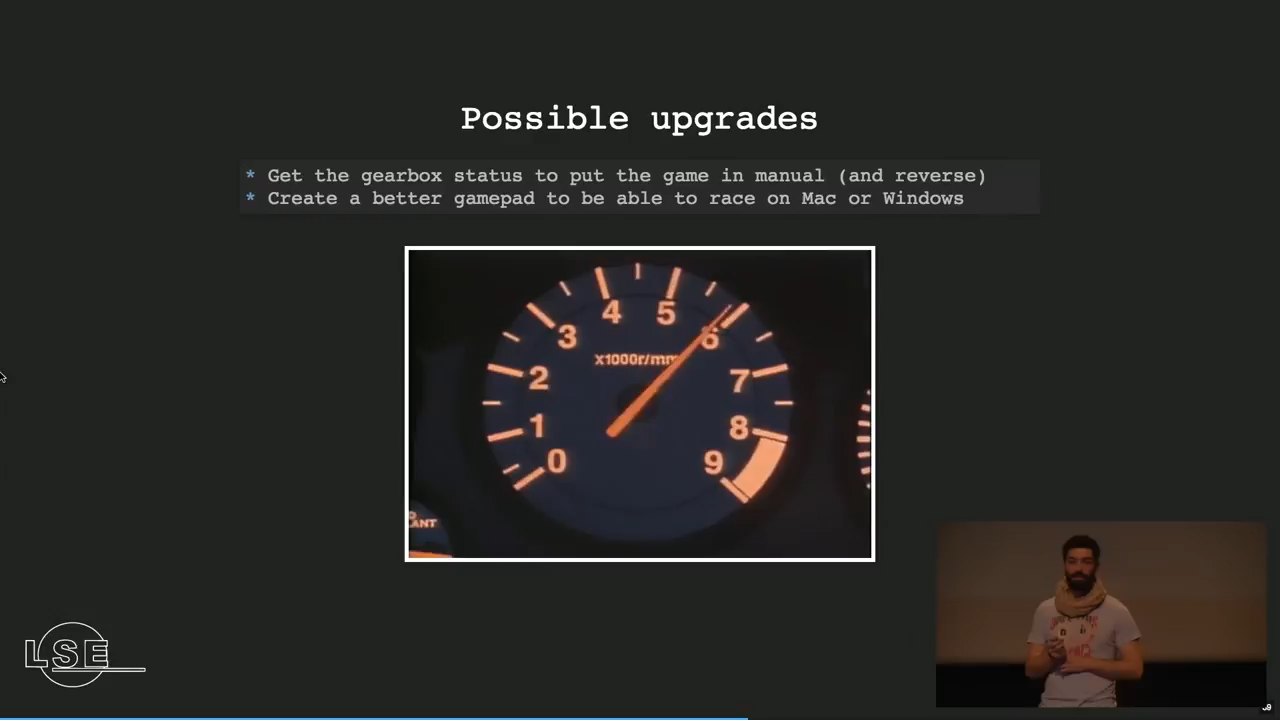 Possible upgrades
* Get the gearbox status to put the game in manual (and reverse)
* Create a better gamepad to be able to race on Mac or Windows
4
5
3
6
x1000r/min
2
7
1
8
0
9
LSE